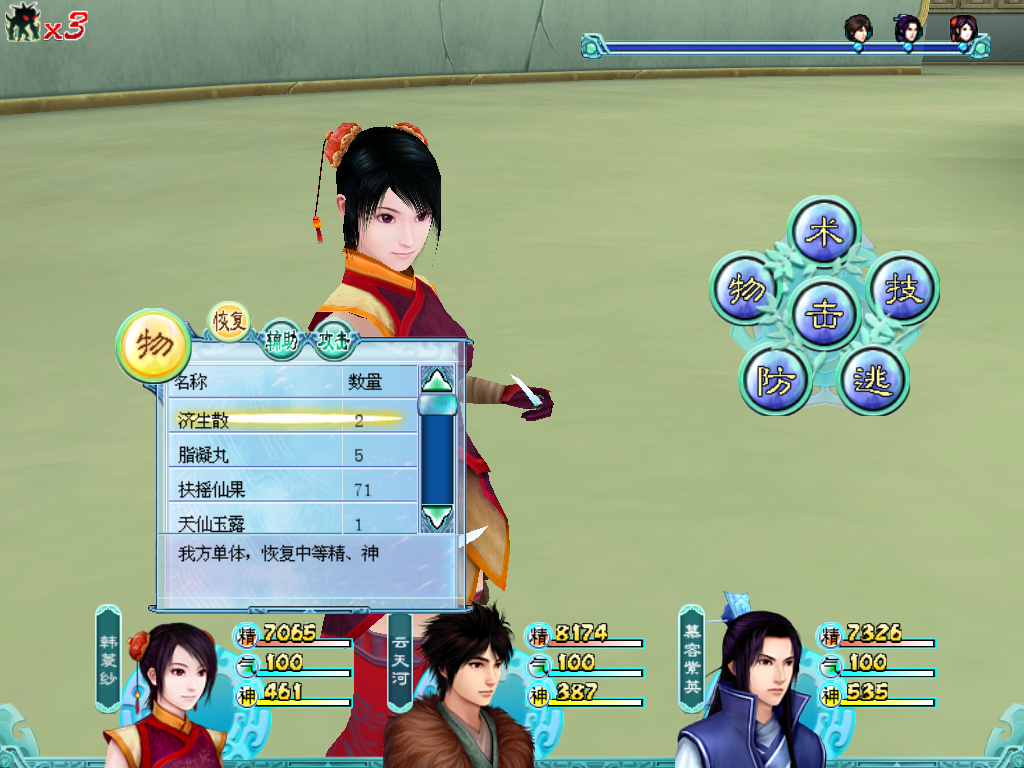 x3
术
物
技
击
防
逃
物
恢复
辅助
攻击
名称 数量
济生散 2
脂凝丸 5
扶摇仙果 71
天仙玉露 1
我方单体，恢复中等精、神
韩菱纱
精 7065
气 100
神 461
云天河
精 8174
气 100
神 387
慕容紫英
精 7326
气 100
神 535